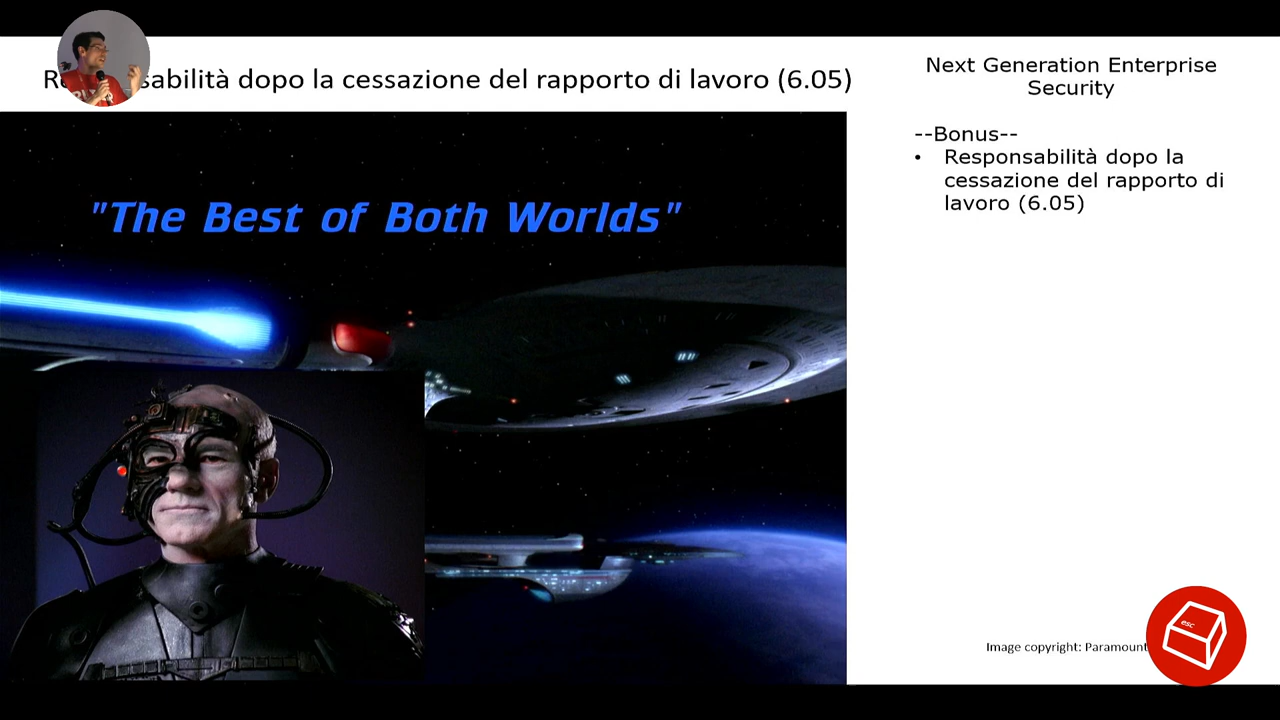 sabilità dopo la cessazione del rapporto di lavoro (6.05)
"The Best of Both Worlds"
Next Generation Enterprise
Security
--Bonus--
• Responsabilità dopo la
cessazione del rapporto di
lavoro (6.05)
Image copyright: Paramount
esc